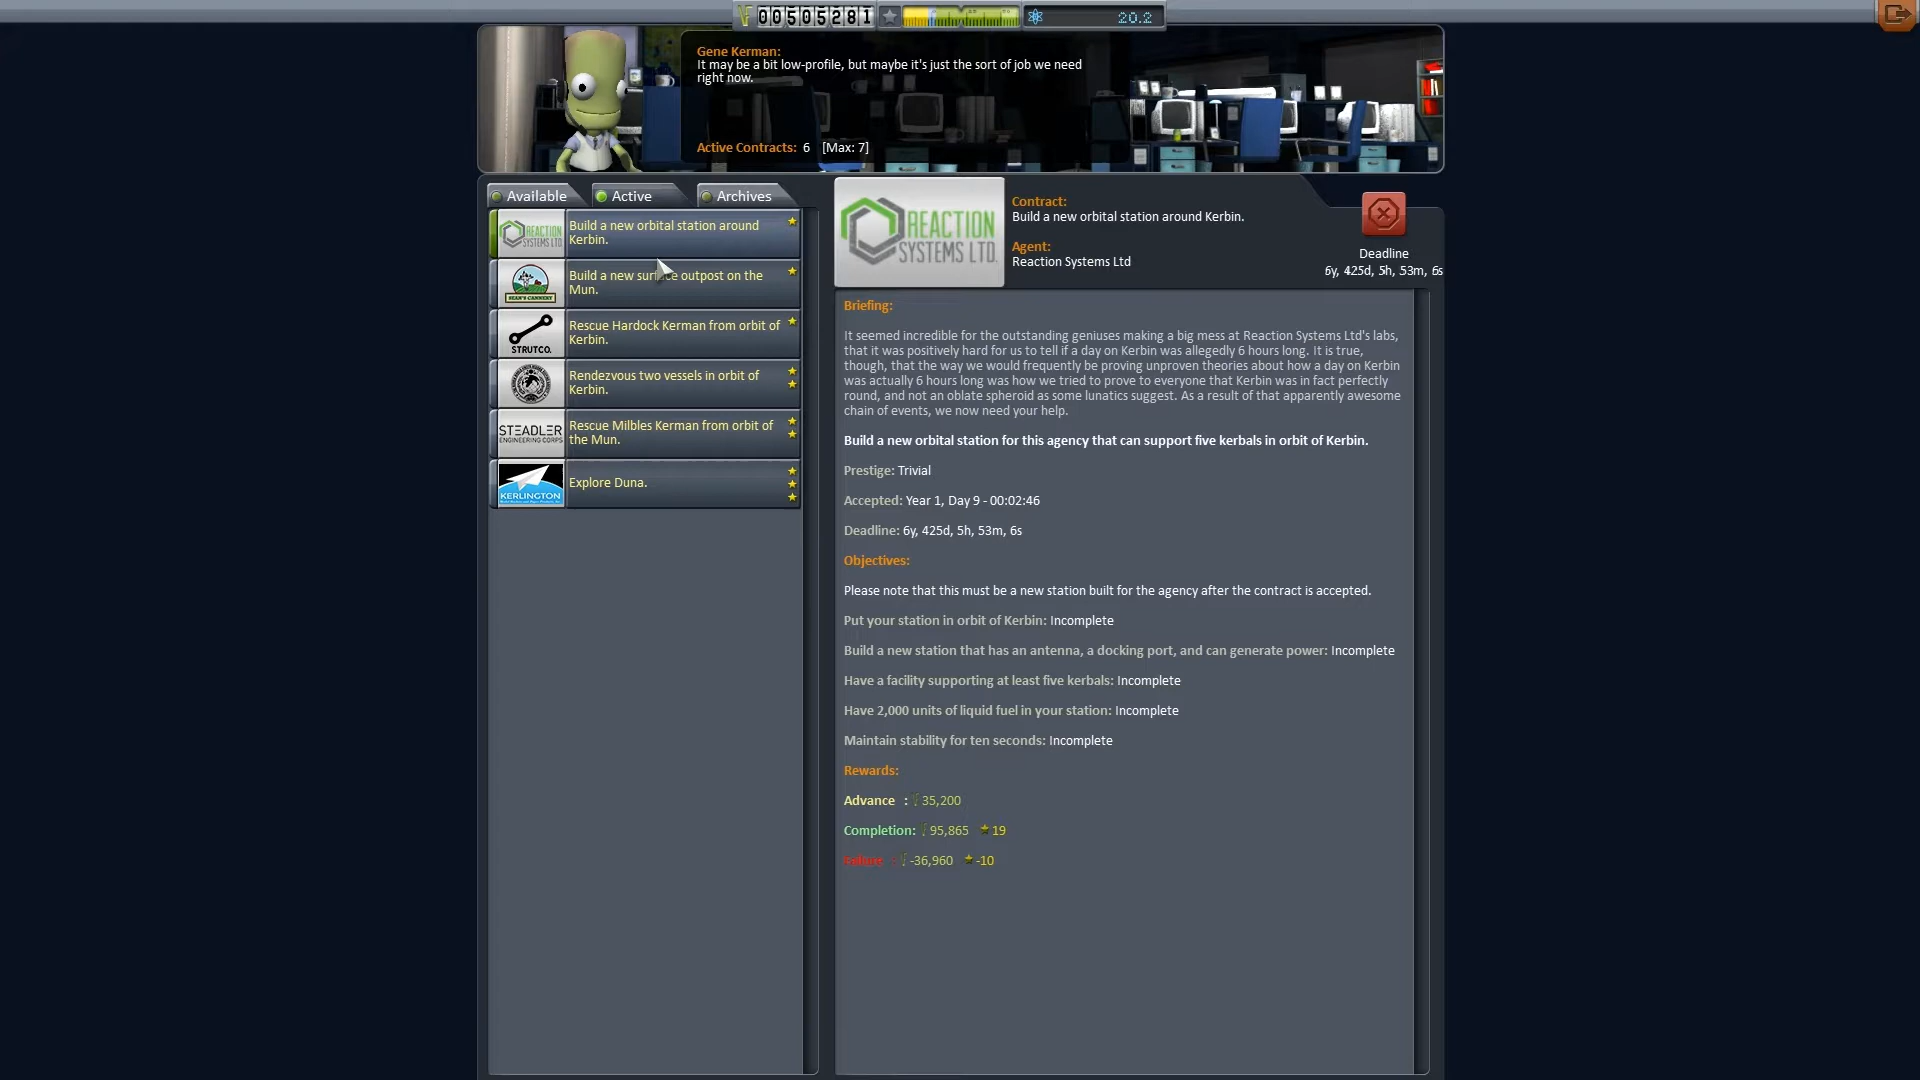 00505281
20.2
Gene Kerman:
It may be a bit low-profile, but maybe it's just the sort of job we need
right now.
Active Contracts: 6 [Max: 7]
Available
Active
Archives
REACTION
SYSTEMS LTD.
Build a new orbital station around
Kerbin.
SEAN'S CANNERY
Build a new surface outpost on the
Mun.
STRUTCO.
Rescue Hardock Kerman from orbit of
Kerbin.
Rendezvous two vessels in orbit of
Kerbin.
STEADLER
ENGINEERING CORPS
Rescue Milbles Kerman from orbit of
the Mun.
KERLINGTON
Explore Duna.
REACTION
SYSTEMS LTD.
Contract:
Build a new orbital station around Kerbin.
Agent:
Reaction Systems Ltd
Deadline
6y, 425d, 5h, 53m, 6s
Briefing:
It seemed incredible for the outstanding geniuses making a big mess at Reaction Systems Ltd's labs,
that it was positively hard for us to tell if a day on Kerbin was allegedly 6 hours long. It is true,
though, that the way we would frequently be proving unproven theories about how a day on Kerbin
was actually 6 hours long was how we tried to prove to everyone that Kerbin was in fact perfectly
round, and not an oblate spheroid as some lunatics suggest. As a result of that apparently awesome
chain of events, we now need your help.
Build a new orbital station for this agency that can support five kerbals in orbit of Kerbin.
Prestige: Trivial
Accepted: Year 1, Day 9 - 00:02:46
Deadline: 6y, 425d, 5h, 53m, 6s
Objectives:
Please note that this must be a new station built for the agency after the contract is accepted.
Put your station in orbit of Kerbin: Incomplete
Build a new station that has an antenna, a docking port, and can generate power: Incomplete
Have a facility supporting at least five kerbals: Incomplete
Have 2,000 units of liquid fuel in your station: Incomplete
Maintain stability for ten seconds: Incomplete
Rewards:
Advance : 35,200
Completion: 95,865 19
Failure : -36,960 -10